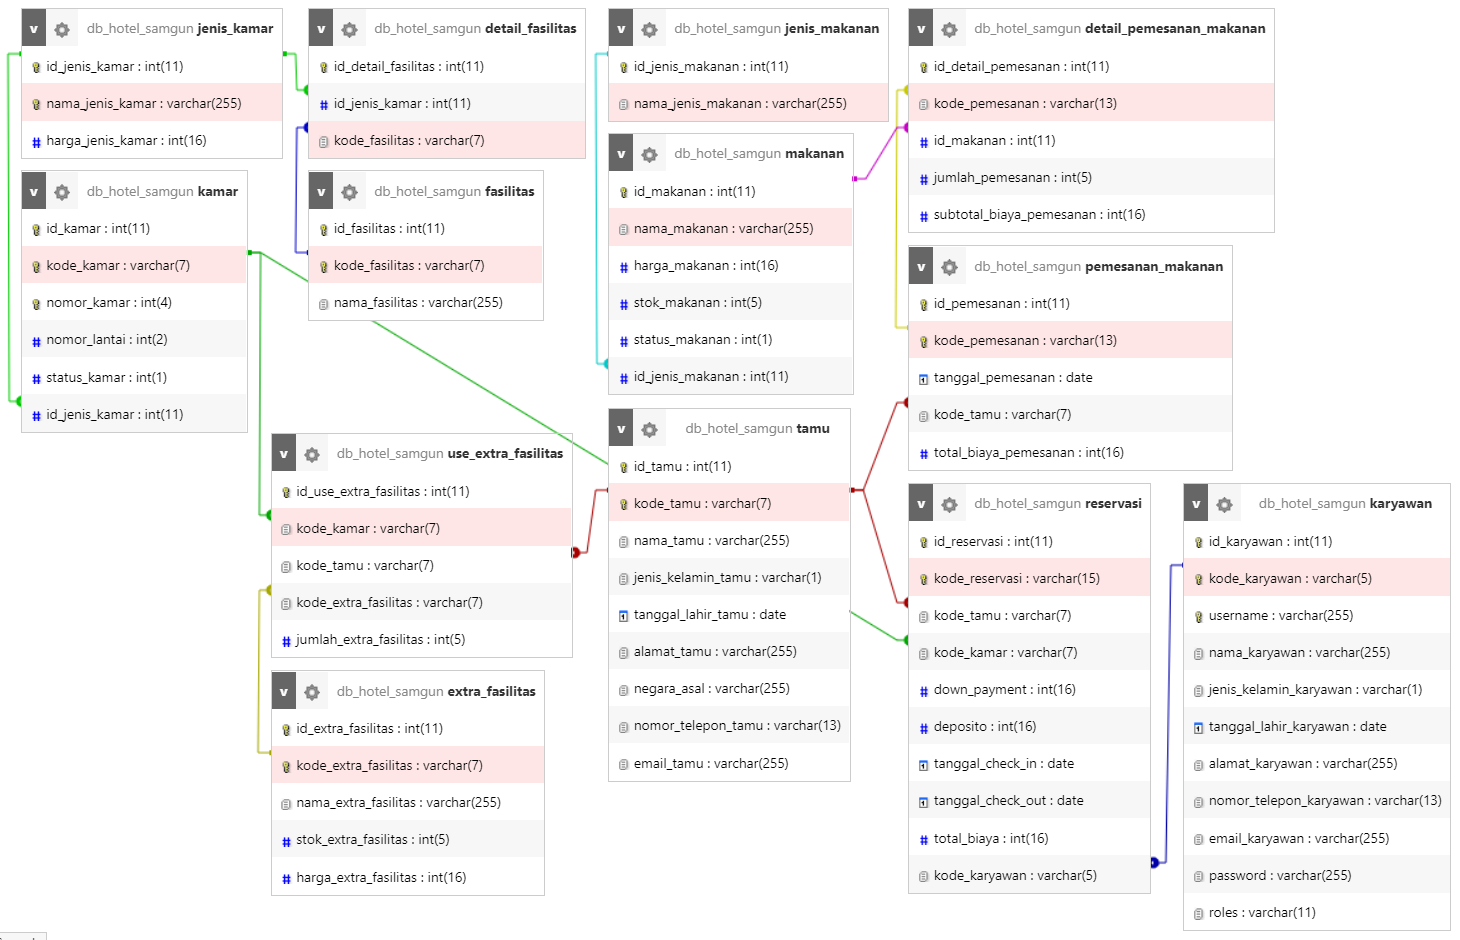 v db_hotel_samgun jenis_kamar
id_jenis_kamar : int(11)
nama_jenis_kamar : varchar(255)
harga_jenis_kamar : int(16)
v db_hotel_samgun kamar
id_kamar : int(11)
kode_kamar : varchar(7)
nomor_kamar : int(4)
nomor_lantai : int(2)
status_kamar : int(1)
id_jenis_kamar : int(11)
v db_hotel_samgun detail_fasilitas
id_detail_fasilitas : int(11)
id_jenis_kamar : int(11)
kode_fasilitas : varchar(7)
v db_hotel_samgun fasilitas
id_fasilitas : int(11)
kode_fasilitas : varchar(7)
nama_fasilitas : varchar(255)
v db_hotel_samgun use_extra_fasilitas
id_use_extra_fasilitas : int(11)
kode_kamar : varchar(7)
kode_tamu : varchar(7)
kode_extra_fasilitas : varchar(7)
jumlah_extra_fasilitas : int(5)
v db_hotel_samgun extra_fasilitas
id_extra_fasilitas : int(11)
kode_extra_fasilitas : varchar(7)
nama_extra_fasilitas : varchar(255)
stok_extra_fasilitas : int(5)
harga_extra_fasilitas : int(16)
v db_hotel_samgun jenis_makanan
id_jenis_makanan : int(11)
nama_jenis_makanan : varchar(255)
v db_hotel_samgun makanan
id_makanan : int(11)
nama_makanan : varchar(255)
harga_makanan : int(16)
stok_makanan : int(5)
status_makanan : int(1)
id_jenis_makanan : int(11)
v db_hotel_samgun tamu
id_tamu : int(11)
kode_tamu : varchar(7)
nama_tamu : varchar(255)
jenis_kelamin_tamu : varchar(1)
tanggal_lahir_tamu : date
alamat_tamu : varchar(255)
negara_asal : varchar(255)
nomor_telepon_tamu : varchar(13)
email_tamu : varchar(255)
v db_hotel_samgun detail_pemesanan_makanan
id_detail_pemesanan : int(11)
kode_pemesanan : varchar(13)
id_makanan : int(11)
jumlah_pemesanan : int(5)
subtotal_biaya_pemesanan : int(16)
v db_hotel_samgun pemesanan_makanan
id_pemesanan : int(11)
kode_pemesanan : varchar(13)
tanggal_pemesanan : date
kode_tamu : varchar(7)
total_biaya_pemesanan : int(16)
v db_hotel_samgun reservasi
id_reservasi : int(11)
kode_reservasi : varchar(15)
kode_tamu : varchar(7)
kode_kamar : varchar(7)
down_payment : int(16)
deposito : int(16)
tanggal_check_in : date
tanggal_check_out : date
total_biaya : int(16)
kode_karyawan : varchar(5)
v db_hotel_samgun karyawan
id_karyawan : int(11)
kode_karyawan : varchar(5)
username : varchar(255)
nama_karyawan : varchar(255)
jenis_kelamin_karyawan : varchar(1)
tanggal_lahir_karyawan : date
alamat_karyawan : varchar(255)
nomor_telepon_karyawan : varchar(13)
email_karyawan : varchar(255)
password : varchar(255)
roles : varchar(11)